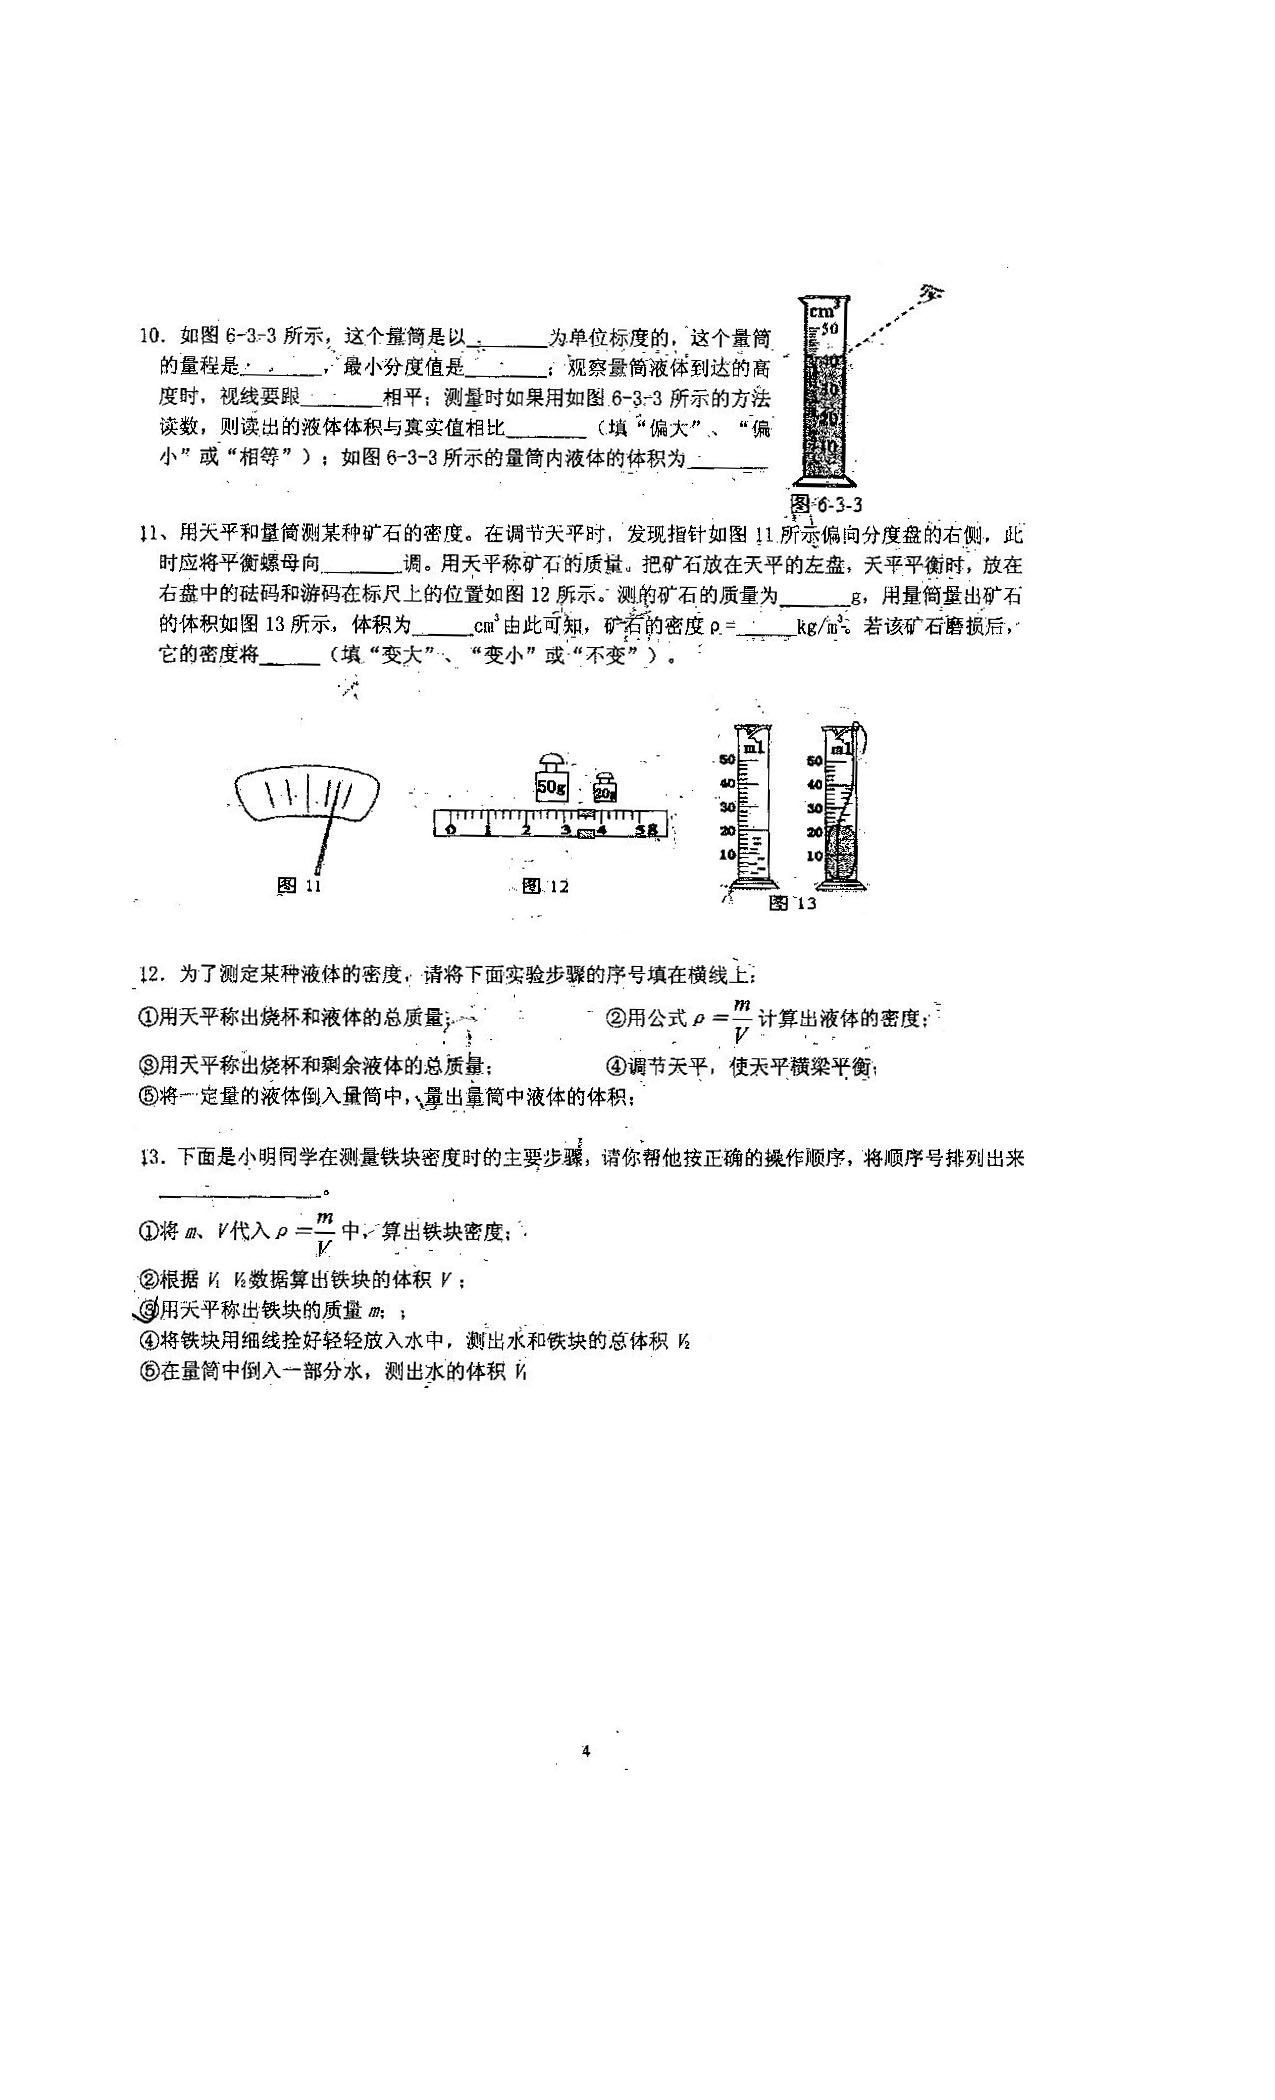 10．如图 6-3-3 所示，这个量筒是以________为单位标度的，这个量筒
的量程是________，最小分度值是________；观察量筒液体到达的高
度时，视线要跟________相平；测量时如果用如图 6-3-3 所示的方法
读数，则读出的液体体积与真实值相比________（填“偏大”、“偏
小”或“相等”）；如图 6-3-3 所示的量筒内液体的体积为________
cm³
50
40
30
20
10
图 6-3-3
11、用天平和量筒测某种矿石的密度。在调节天平时，发现指针如图 11 所示偏向分度盘的右侧，此
时应将平衡螺母向________调。用天平称矿石的质量。把矿石放在天平的左盘，天平平衡时，放在
右盘中的砝码和游码在标尺上的位置如图 12 所示。测的矿石的质量为______g，用量筒量出矿石
的体积如图 13 所示，体积为______cm³由此可知，矿石的密度ρ=______kg/m³。若该矿石磨损后，
它的密度将______（填“变大”、“变小”或“不变”）。
50g 20g
0 1 2 3 4 5g
ml
50
40
30
20
10
ml
50
40
30
20
10
图 11
图 12
图 13
12．为了测定某种液体的密度，请将下面实验步骤的序号填在横线上：
①用天平称出烧杯和液体的总质量； ②用公式ρ=m/V计算出液体的密度；
③用天平称出烧杯和剩余液体的总质量； ④调节天平，使天平横梁平衡；
⑤将一定量的液体倒入量筒中，量出量筒中液体的体积；
13．下面是小明同学在测量铁块密度时的主要步骤，请你帮他按正确的操作顺序，将顺序号排列出来
________________。
①将 m、V代入ρ=m/V中，算出铁块密度；
②根据 V₁ V₂数据算出铁块的体积 V；
③用天平称出铁块的质量 m；；
④将铁块用细线拴好轻轻放入水中，测出水和铁块的总体积 V₂
⑤在量筒中倒入一部分水，测出水的体积 V₁
4